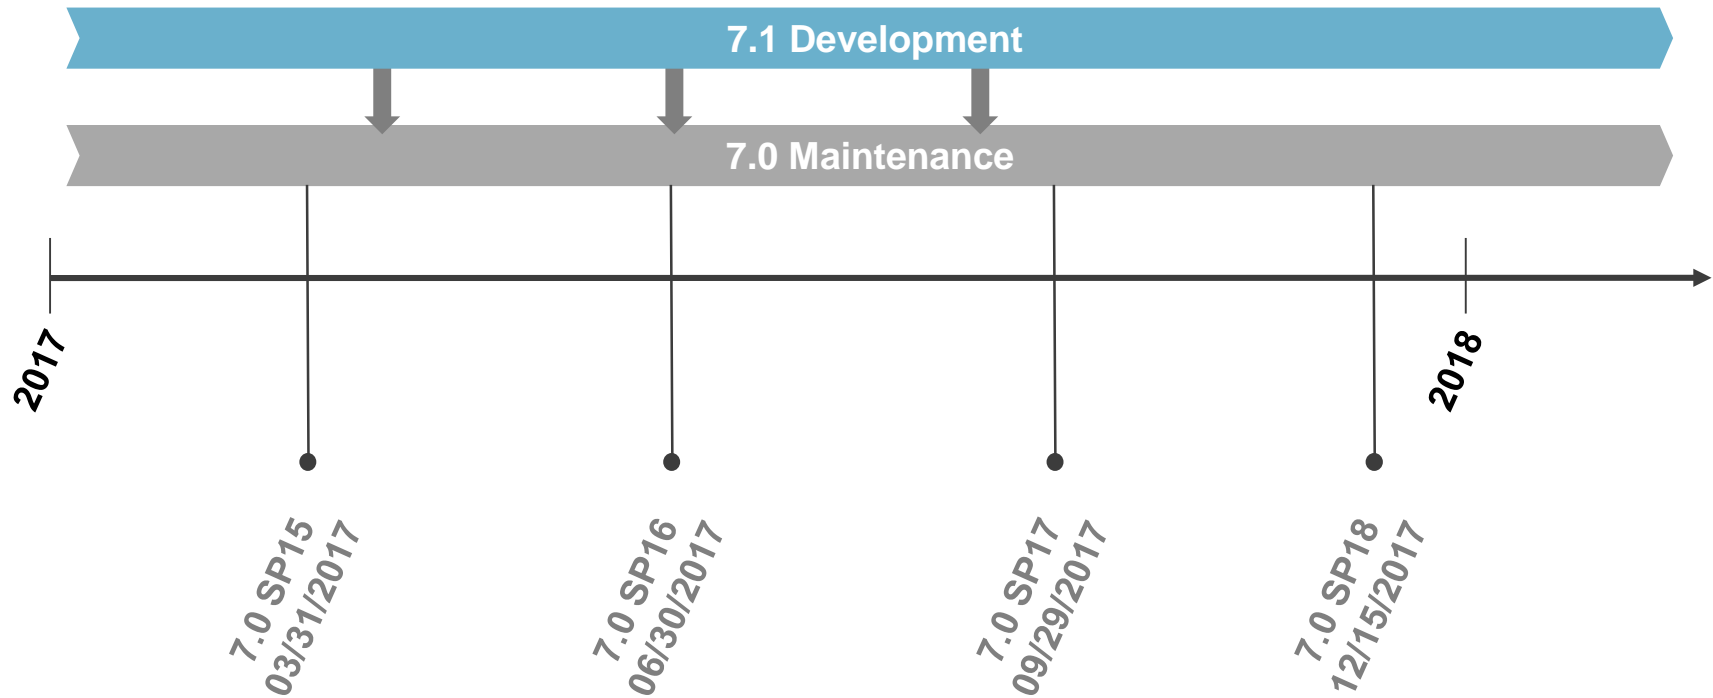 7.1 Development
7.0 Maintenance
2017
2018
7.0 SP15
03/31/2017
7.0 SP16
06/30/2017
7.0 SP17
09/29/2017
7.0 SP18
12/15/2017